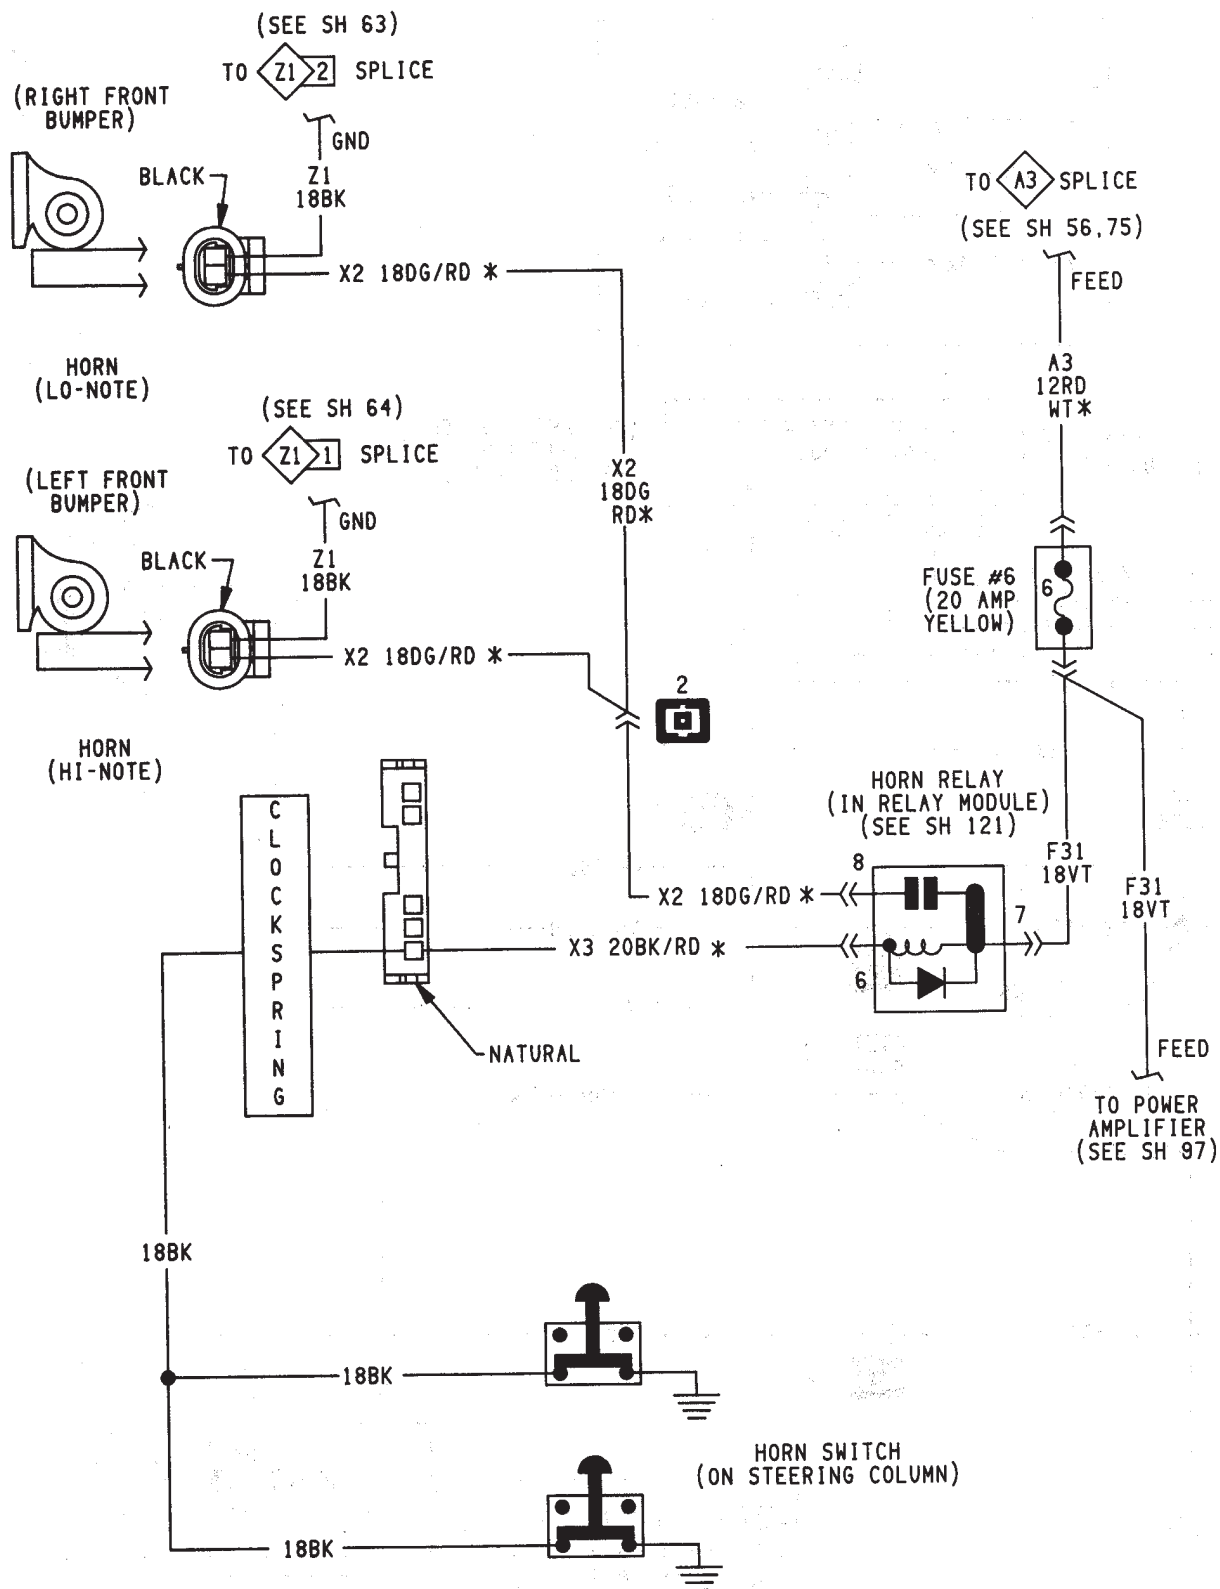 (SEE SH 63)
TO Z1 2 SPLICE
(RIGHT FRONT
BUMPER)
GND
BLACK
Z1
18BK
X2 18DG/RD *
HORN
(LO-NOTE)
TO A3 SPLICE
(SEE SH 56,75)
FEED
A3
12RD
WT*
(SEE SH 64)
TO Z1 1 SPLICE
(LEFT FRONT
BUMPER)
GND
BLACK
Z1
18BK
X2 18DG/RD *
HORN
(HI-NOTE)
X2
18DG
RD*
FUSE #6
(20 AMP
YELLOW)
6
2
HORN RELAY
(IN RELAY MODULE)
(SEE SH 121)
8
7
6
F31
18VT
F31
18VT
X2 18DG/RD *
X3 20BK/RD *
CLOCKSPRING
NATURAL
FEED
TO POWER
AMPLIFIER
(SEE SH 97)
18BK
18BK
HORN SWITCH
(ON STEERING COLUMN)
18BK